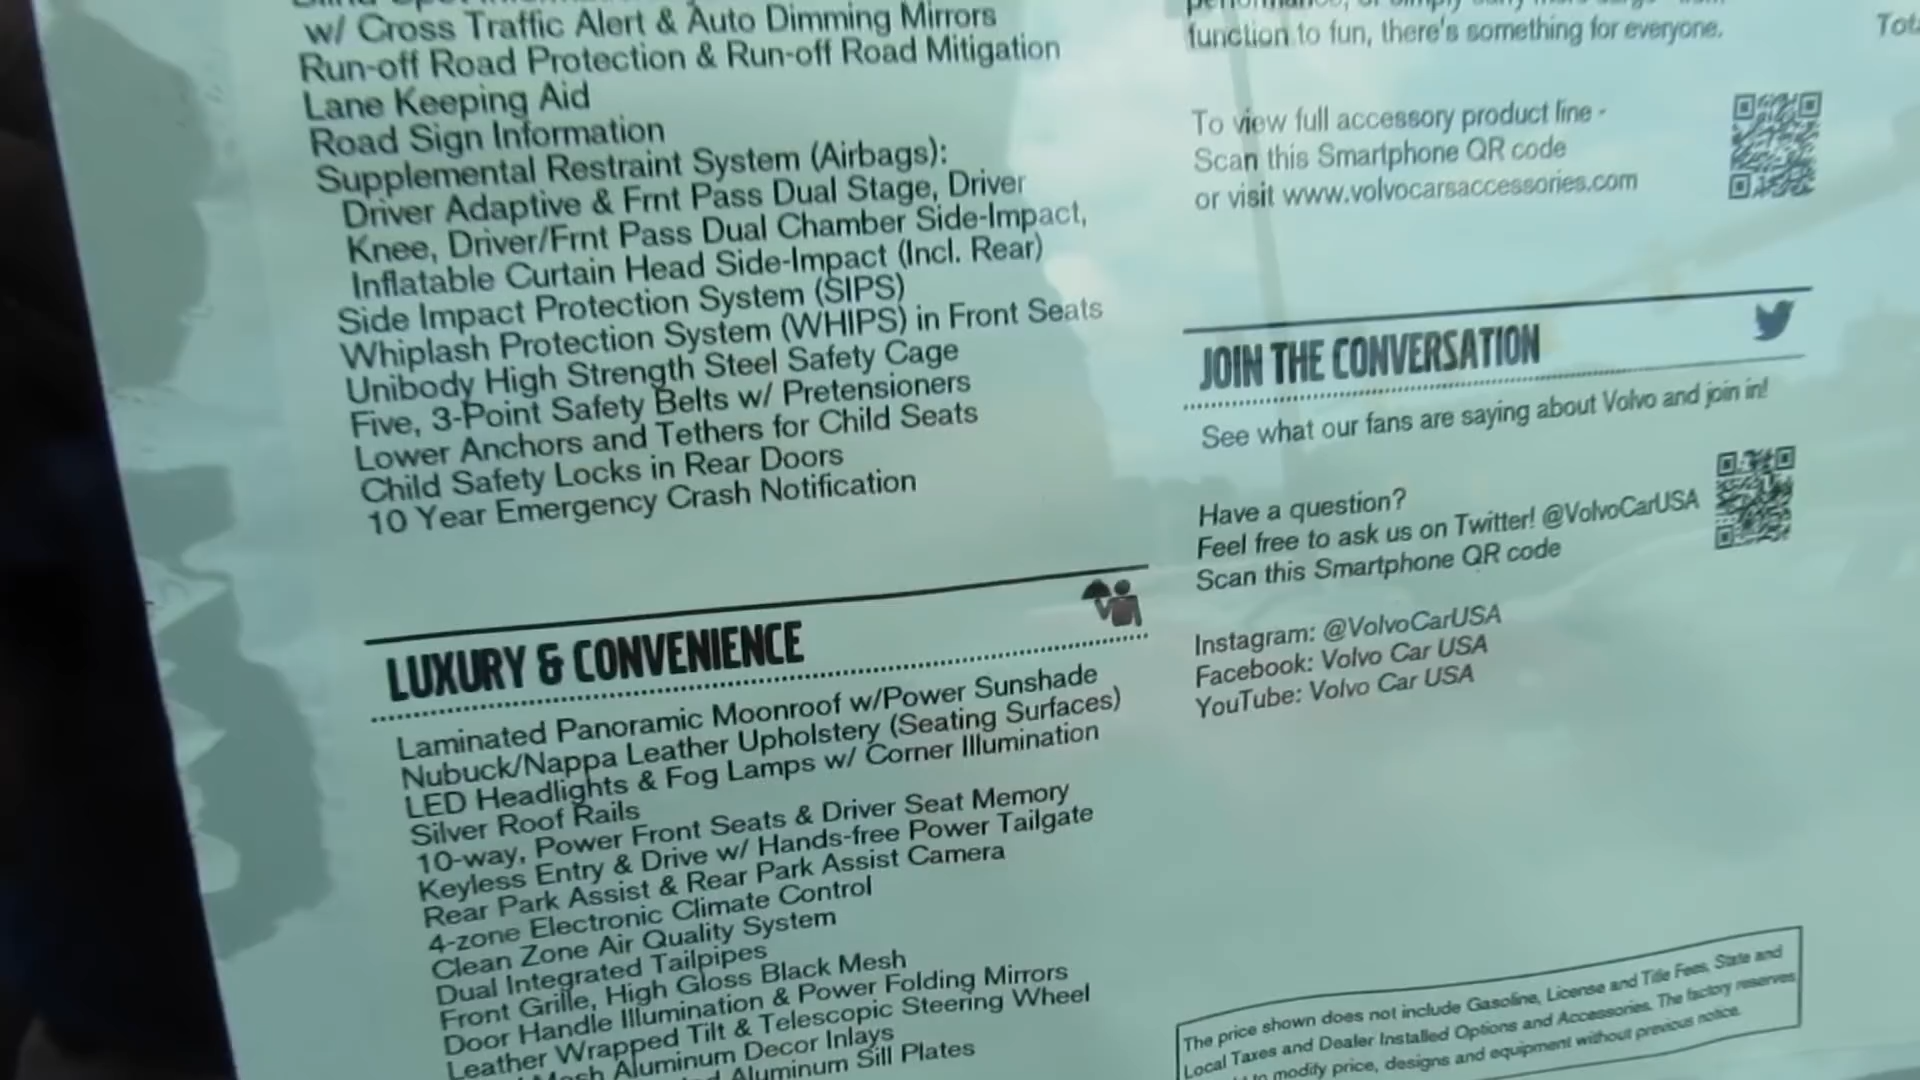 w/ Cross Traffic Alert & Auto Dimming Mirrors
Run-off Road Protection & Run-off Road Mitigation
Lane Keeping Aid
Road Sign Information
Supplemental Restraint System (Airbags):
Driver Adaptive & Frnt Pass Dual Stage, Driver
Knee, Driver/Frnt Pass Dual Chamber Side-Impact,
Inflatable Curtain Head Side-Impact (Incl. Rear)
Side Impact Protection System (SIPS)
Whiplash Protection System (WHIPS) in Front Seats
Unibody High Strength Steel Safety Cage
Five, 3-Point Safety Belts w/ Pretensioners
Lower Anchors and Tethers for Child Seats
Child Safety Locks in Rear Doors
10 Year Emergency Crash Notification
LUXURY & CONVENIENCE
Laminated Panoramic Moonroof w/Power Sunshade
Nubuck/Nappa Leather Upholstery (Seating Surfaces)
LED Headlights & Fog Lamps w/ Corner Illumination
Silver Roof Rails
10-way, Power Front Seats & Driver Seat Memory
Keyless Entry & Drive w/ Hands-free Power Tailgate
Rear Park Assist & Rear Park Assist Camera
4-zone Electronic Climate Control
Clean Zone Air Quality System
Dual Integrated Tailpipes
Front Grille, High Gloss Black Mesh
Door Handle Illumination & Power Folding Mirrors
Leather Wrapped Tilt & Telescopic Steering Wheel
Mesh Aluminum Decor Inlays
Aluminum Sill Plates
function to fun, there's something for everyone.
To view full accessory product line -
Scan this Smartphone QR code
or visit www.volvocarsaccessories.com
JOIN THE CONVERSATION
See what our fans are saying about Volvo and join in!
Have a question?
Feel free to ask us on Twitter! @VolvoCarUSA
Scan this Smartphone QR code
Instagram: @VolvoCarUSA
Facebook: Volvo Car USA
YouTube: Volvo Car USA
The price shown does not include Gasoline, License and Title Fees, State and
Local Taxes and Dealer Installed Options and Accessories. The factory reserves
to modify price, designs and equipment without previous notice.